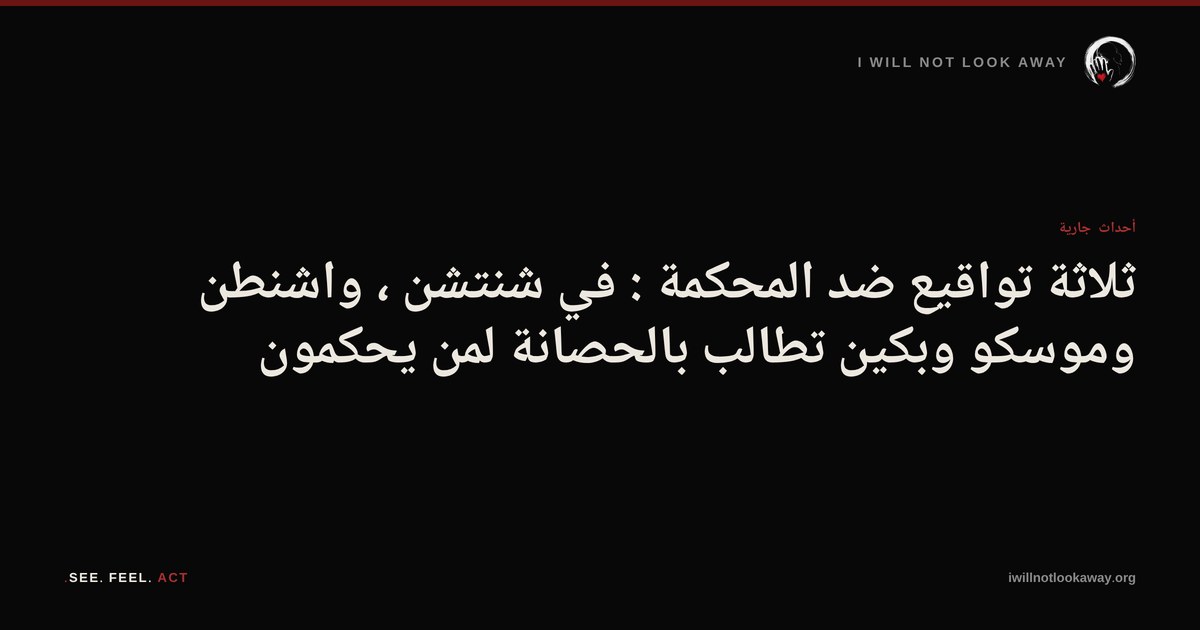 I WILL NOT LOOK AWAY
أحداث جارية
ثلاثة تواقيع ضد المحكمة : في شنتشن ، واشنطن
وموسكو وبكين تطالب بالحصانة لمن يحكمون
.SEE. FEEL. ACT
iwillnotlookaway.org